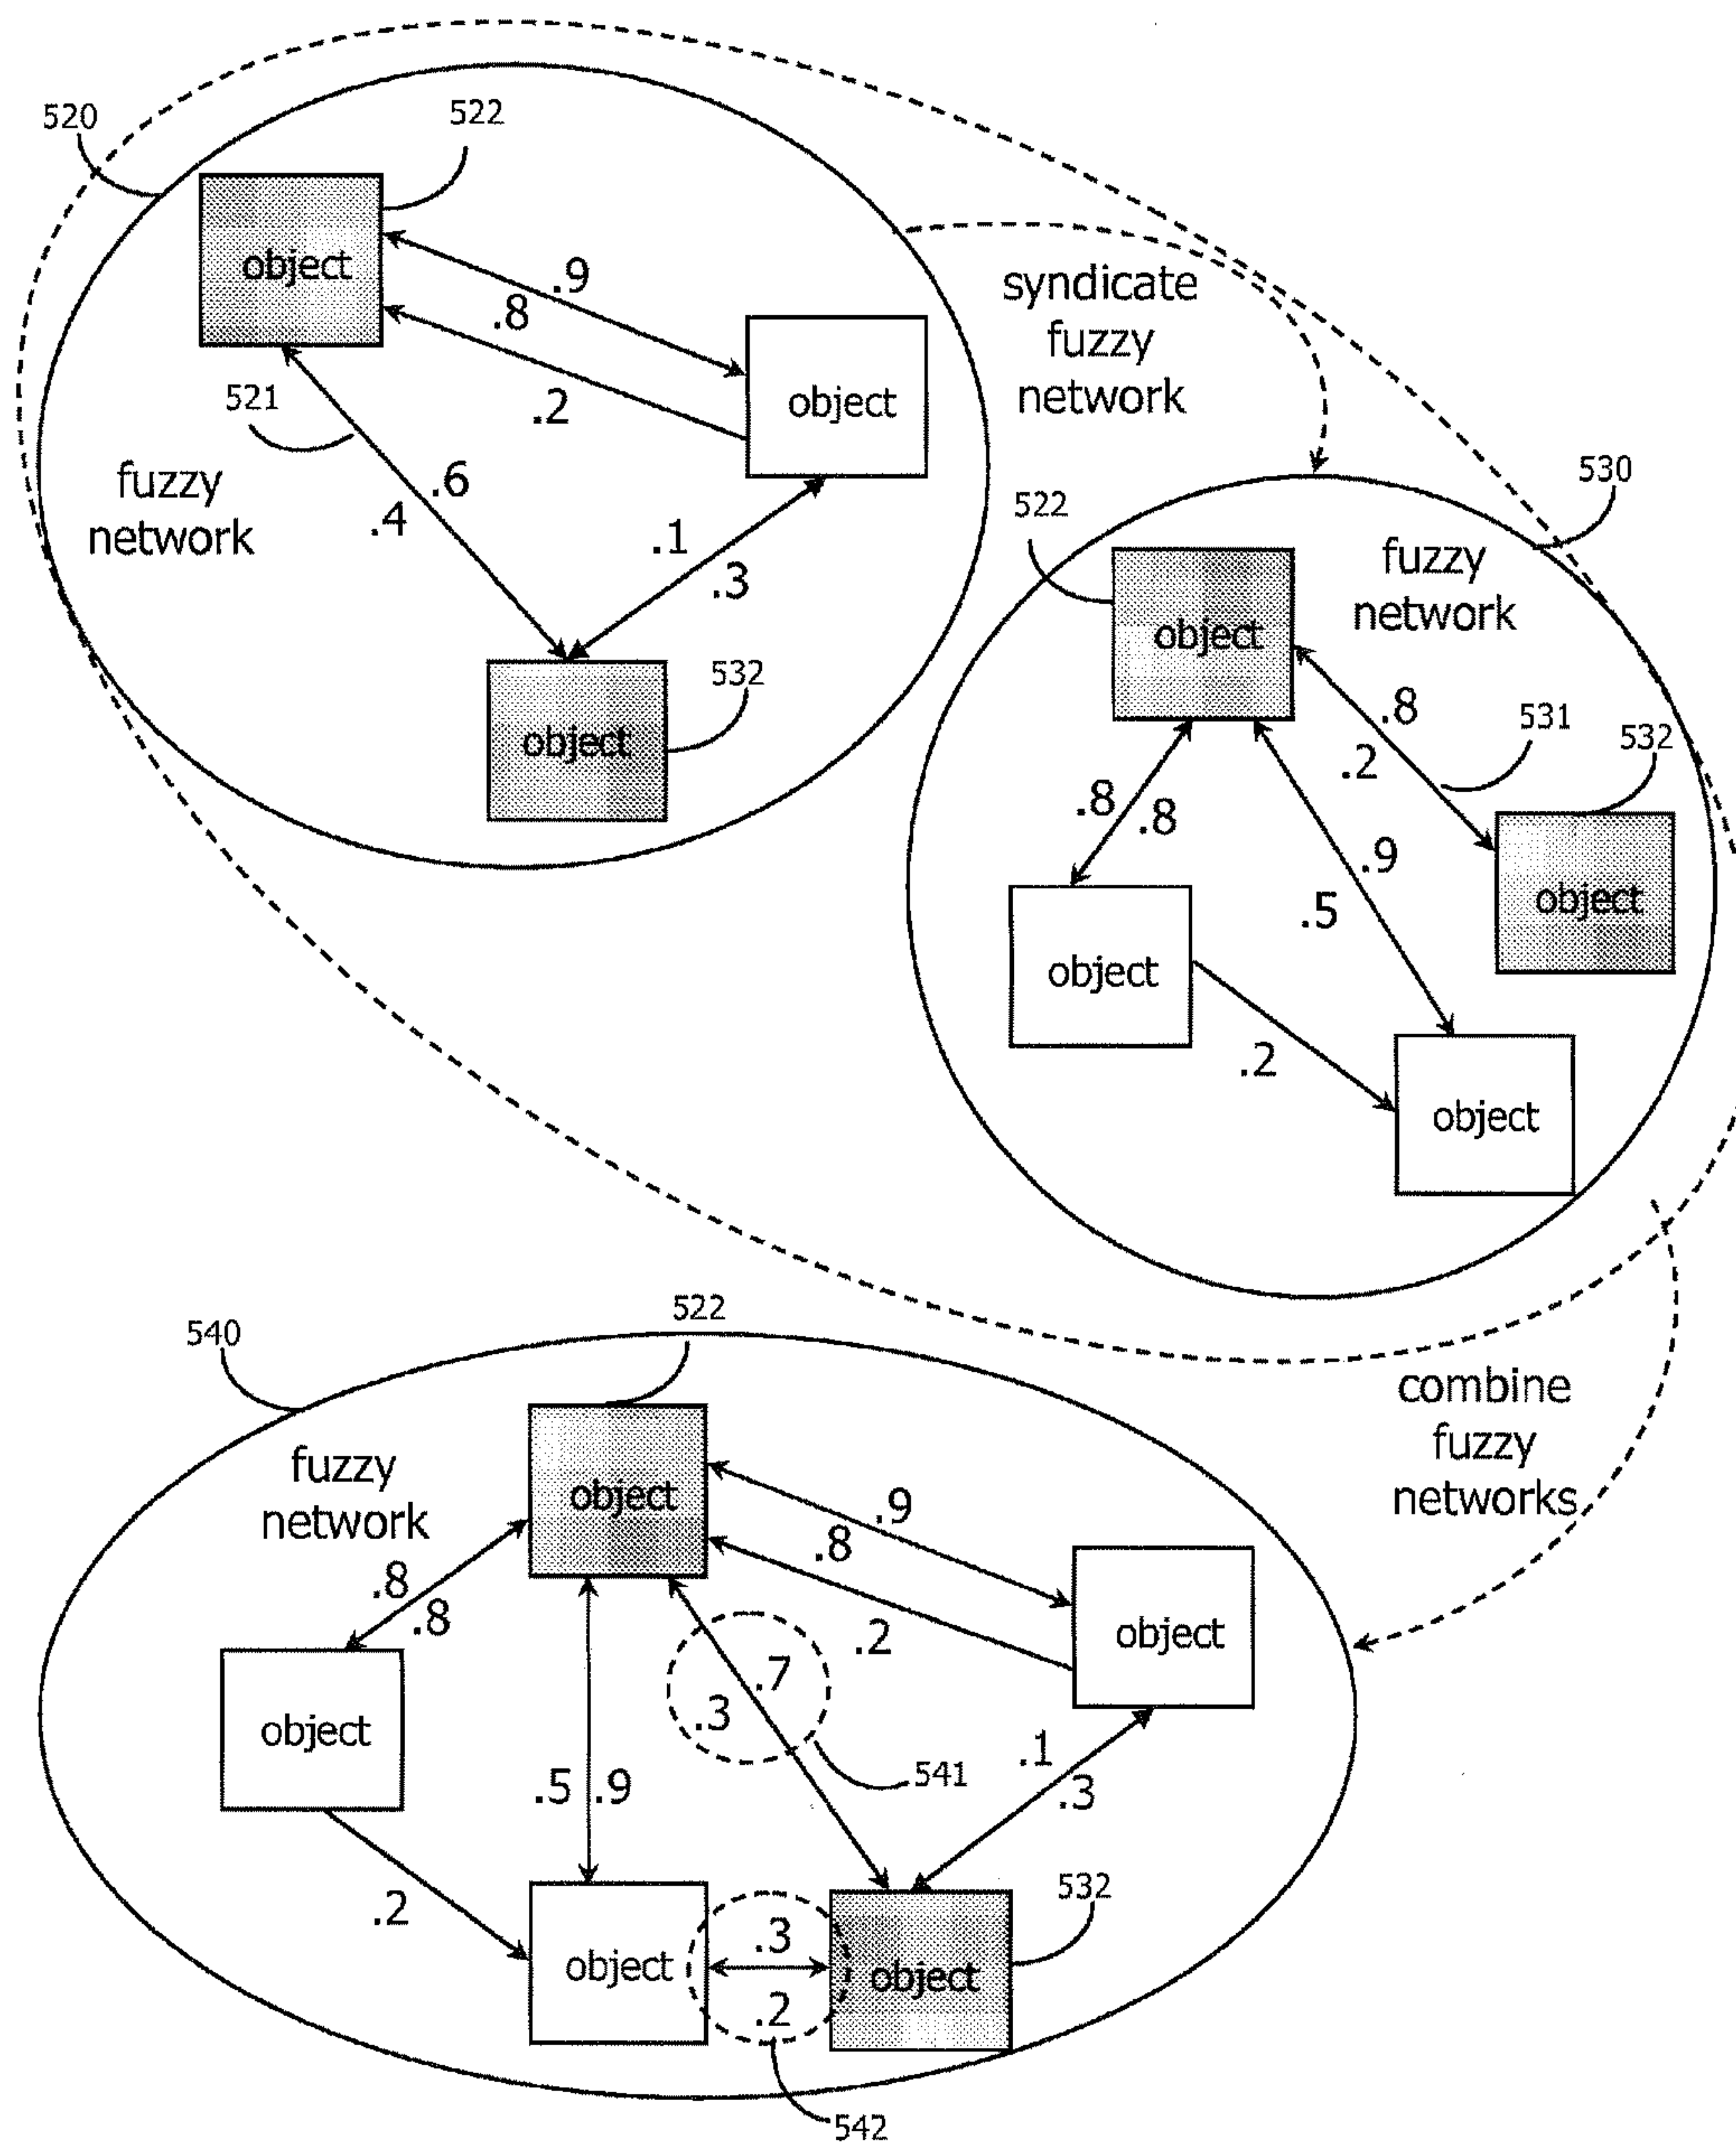 520
522
object
.9
.8
syndicate
fuzzy
network
object
521
.2
fuzzy
network
.6
.4
.1
.3
530
522
fuzzy
network
object
532
object
.8
531
532
.2
.8
.8
.9
object
.5
object
.2
object
522
540
combine
fuzzy
networks
fuzzy
network
object
.9
.8
.8
.8
.2
object
.7
.3
object
541
.1
.3
.5
.9
.2
532
.3
object
object
.2
542